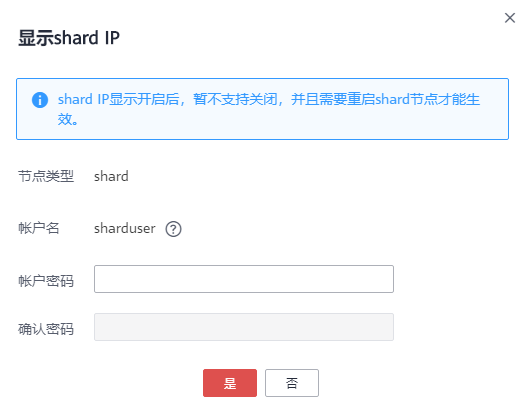 显示shard IP
shard IP显示开启后，暂不支持关闭，并且需要重启shard节点才能生
效。
节点类型 shard
帐户名 sharduser
帐户密码
确认密码
是 否